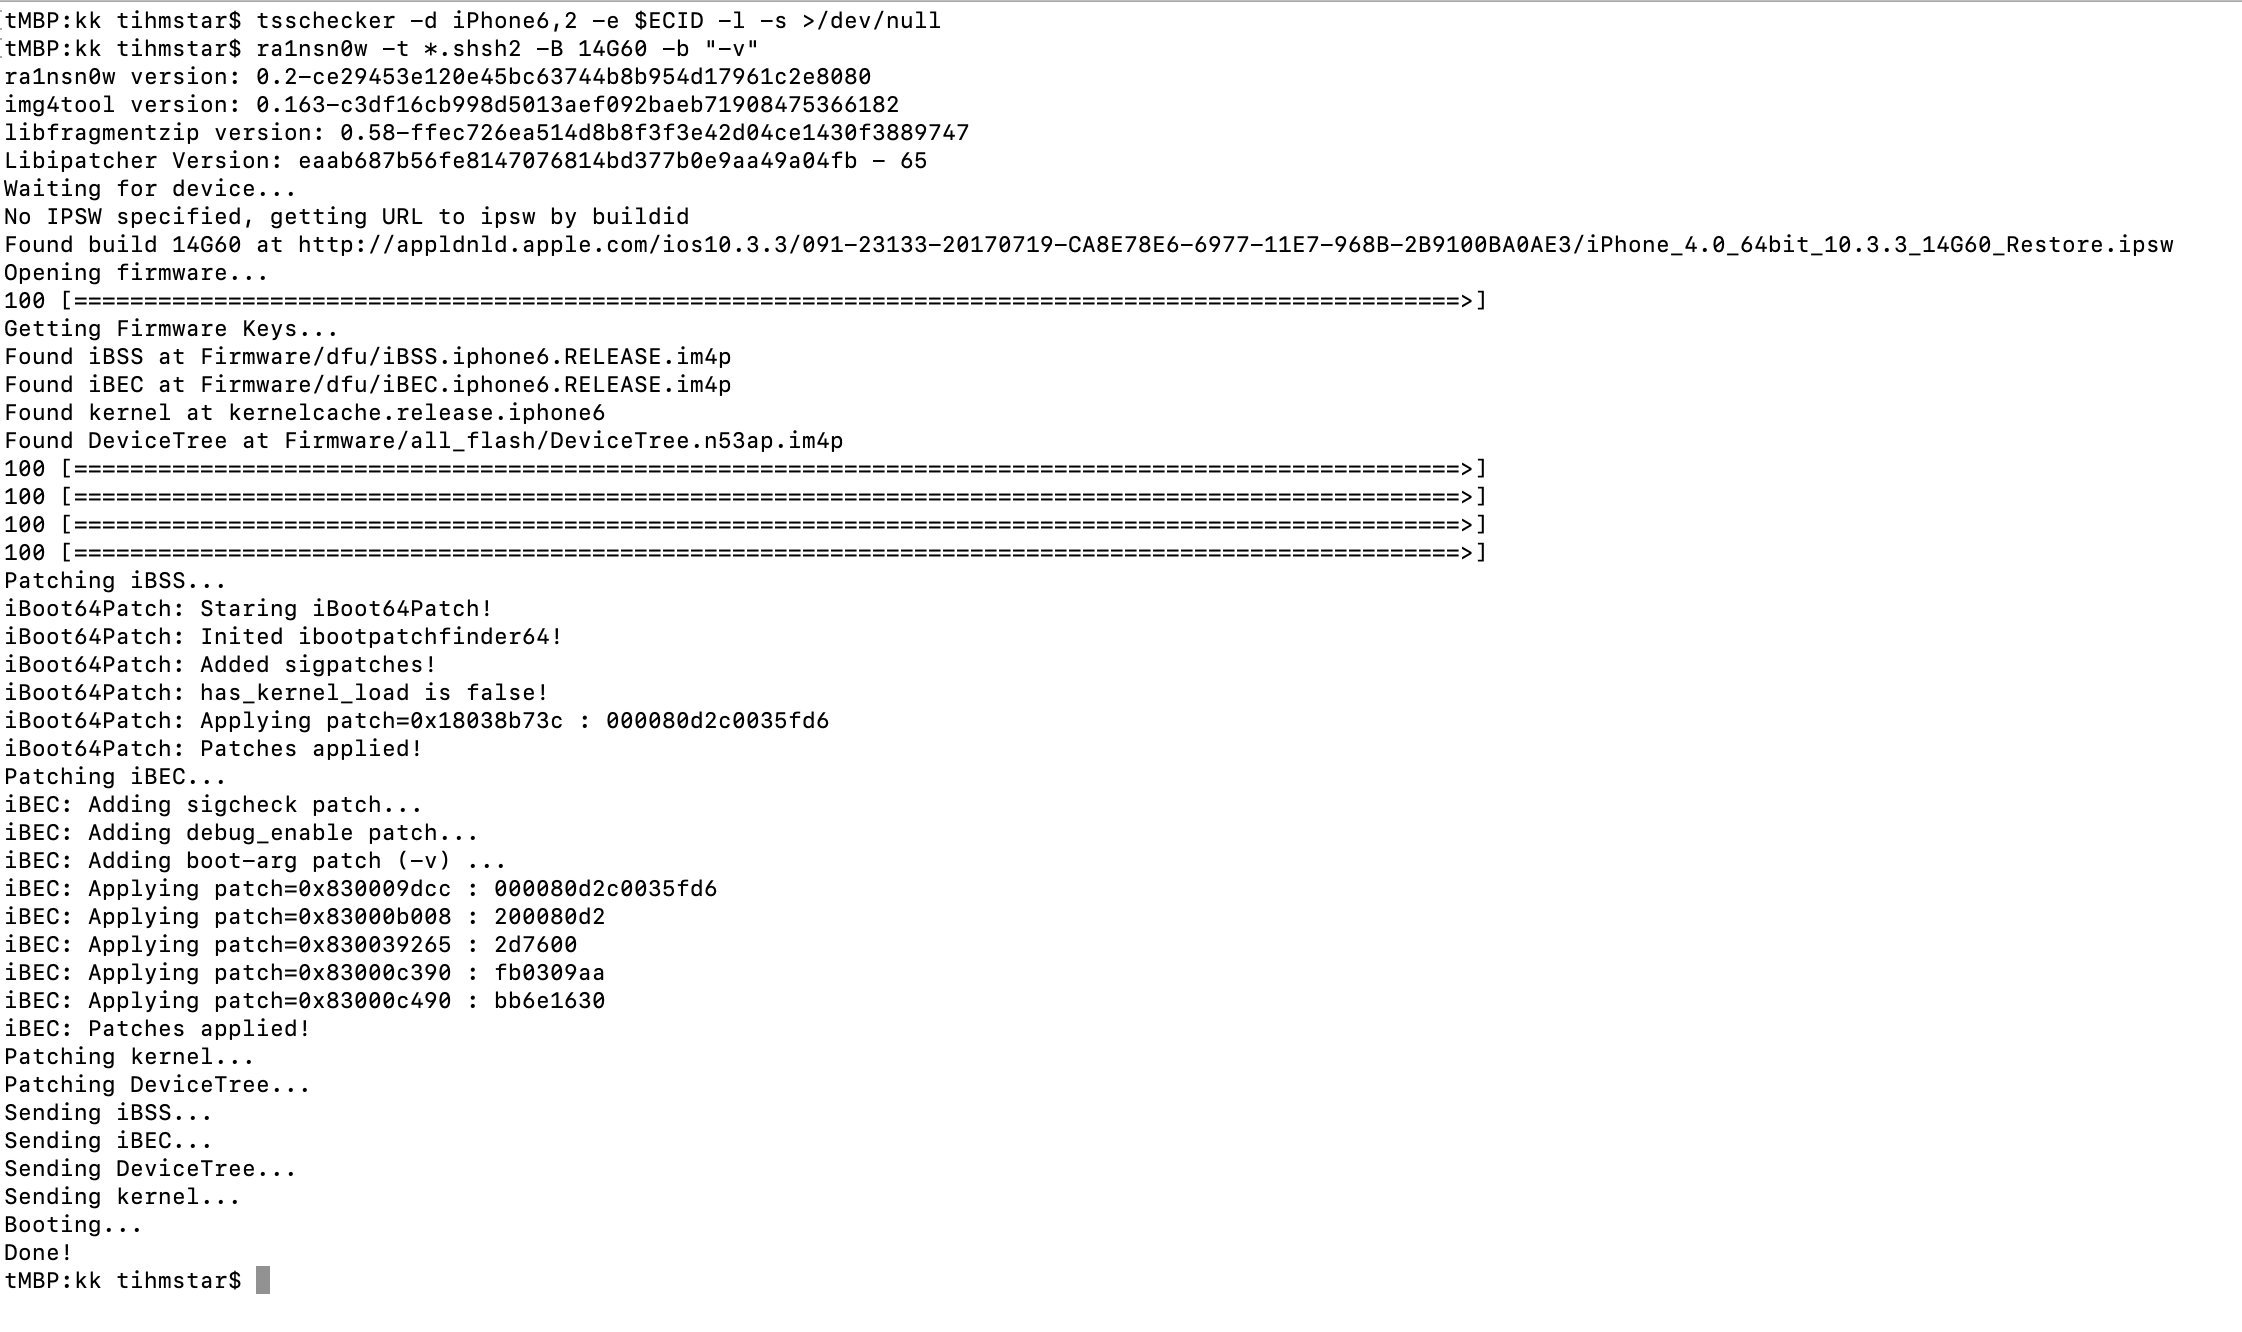 tMBP:kk tihmstar$ tsschecker -d iPhone6,2 -e $ECID -l -s >/dev/null
tMBP:kk tihmstar$ ra1nsn0w -t *.shsh2 -B 14G60 -b "-v"
ra1nsn0w version: 0.2-ce29453e120e45bc63744b8b954d17961c2e8080
img4tool version: 0.163-c3df16cb998d5013aef092baeb71908475366182
libfragmentzip version: 0.58-ffec726ea514d8b8f3f3e42d04ce1430f3889747
Libipatcher Version: eaab687b56fe8147076814bd377b0e9aa49a04fb - 65
Waiting for device...
No IPSW specified, getting URL to ipsw by buildid
Found build 14G60 at http://appldnld.apple.com/ios10.3.3/091-23133-20170719-CA8E78E6-6977-11E7-968B-2B9100BA0AE3/iPhone_4.0_64bit_10.3.3_14G60_Restore.ipsw
Opening firmware...
100 [===================================================================================================>]
Getting Firmware Keys...
Found iBSS at Firmware/dfu/iBSS.iphone6.RELEASE.im4p
Found iBEC at Firmware/dfu/iBEC.iphone6.RELEASE.im4p
Found kernel at kernelcache.release.iphone6
Found DeviceTree at Firmware/all_flash/DeviceTree.n53ap.im4p
100 [===================================================================================================>]
100 [===================================================================================================>]
100 [===================================================================================================>]
100 [===================================================================================================>]
Patching iBSS...
iBoot64Patch: Staring iBoot64Patch!
iBoot64Patch: Inited ibootpatchfinder64!
iBoot64Patch: Added sigpatches!
iBoot64Patch: has_kernel_load is false!
iBoot64Patch: Applying patch=0x18038b73c : 000080d2c0035fd6
iBoot64Patch: Patches applied!
Patching iBEC...
iBEC: Adding sigcheck patch...
iBEC: Adding debug_enable patch...
iBEC: Adding boot-arg patch (-v) ...
iBEC: Applying patch=0x830009dcc : 000080d2c0035fd6
iBEC: Applying patch=0x83000b008 : 200080d2
iBEC: Applying patch=0x830039265 : 2d7600
iBEC: Applying patch=0x83000c390 : fb0309aa
iBEC: Applying patch=0x83000c490 : bb6e1630
iBEC: Patches applied!
Patching kernel...
Patching DeviceTree...
Sending iBSS...
Sending iBEC...
Sending DeviceTree...
Sending kernel...
Booting...
Done!
tMBP:kk tihmstar$